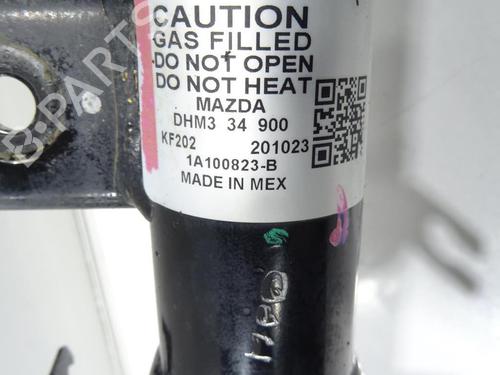 CAUTION
GAS FILLED
DO NOT OPEN
DO NOT HEAT
MAZDA
DHM3 34 900
KF202 201023
1A100823-B
MADE IN MEX
B-PARTS